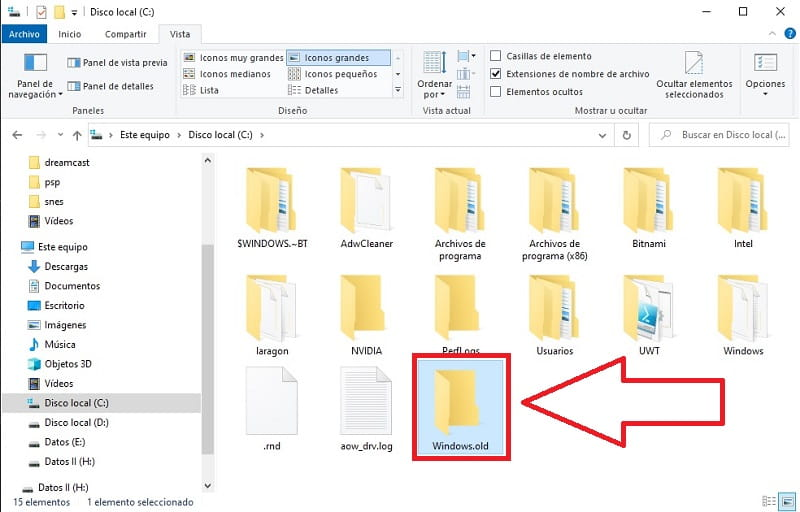 Disco local (C:)
Archivo Inicio Compartir Vista
Panel de navegación
Panel de vista previa
Panel de detalles
Paneles
Iconos muy grandes Iconos grandes
Iconos medianos Iconos pequeños
Lista Detalles
Diseño
Ordenar por
Vista actual
Casillas de elemento
Extensiones de nombre de archivo
Elementos ocultos
Ocultar elementos seleccionados
Mostrar u ocultar
Opciones
Este equipo > Disco local (C:) >
Buscar en Disco local (...
dreamcast
psp
snes
Vídeos
Este equipo
Descargas
Documentos
Escritorio
Imágenes
Música
Objetos 3D
Vídeos
Disco local (C:)
Disco local (D:)
Datos (E:)
Datos II (H:)
Datos II (H:)
$WINDOWS.~BT
AdwCleaner
Archivos de programa
Archivos de programa (x86)
Bitnami
Intel
laragon
NVIDIA
PerfLogs
Usuarios
UWT
Windows
.rnd
aow_drv.log
Windows.old
15 elementos 1 elemento seleccionado